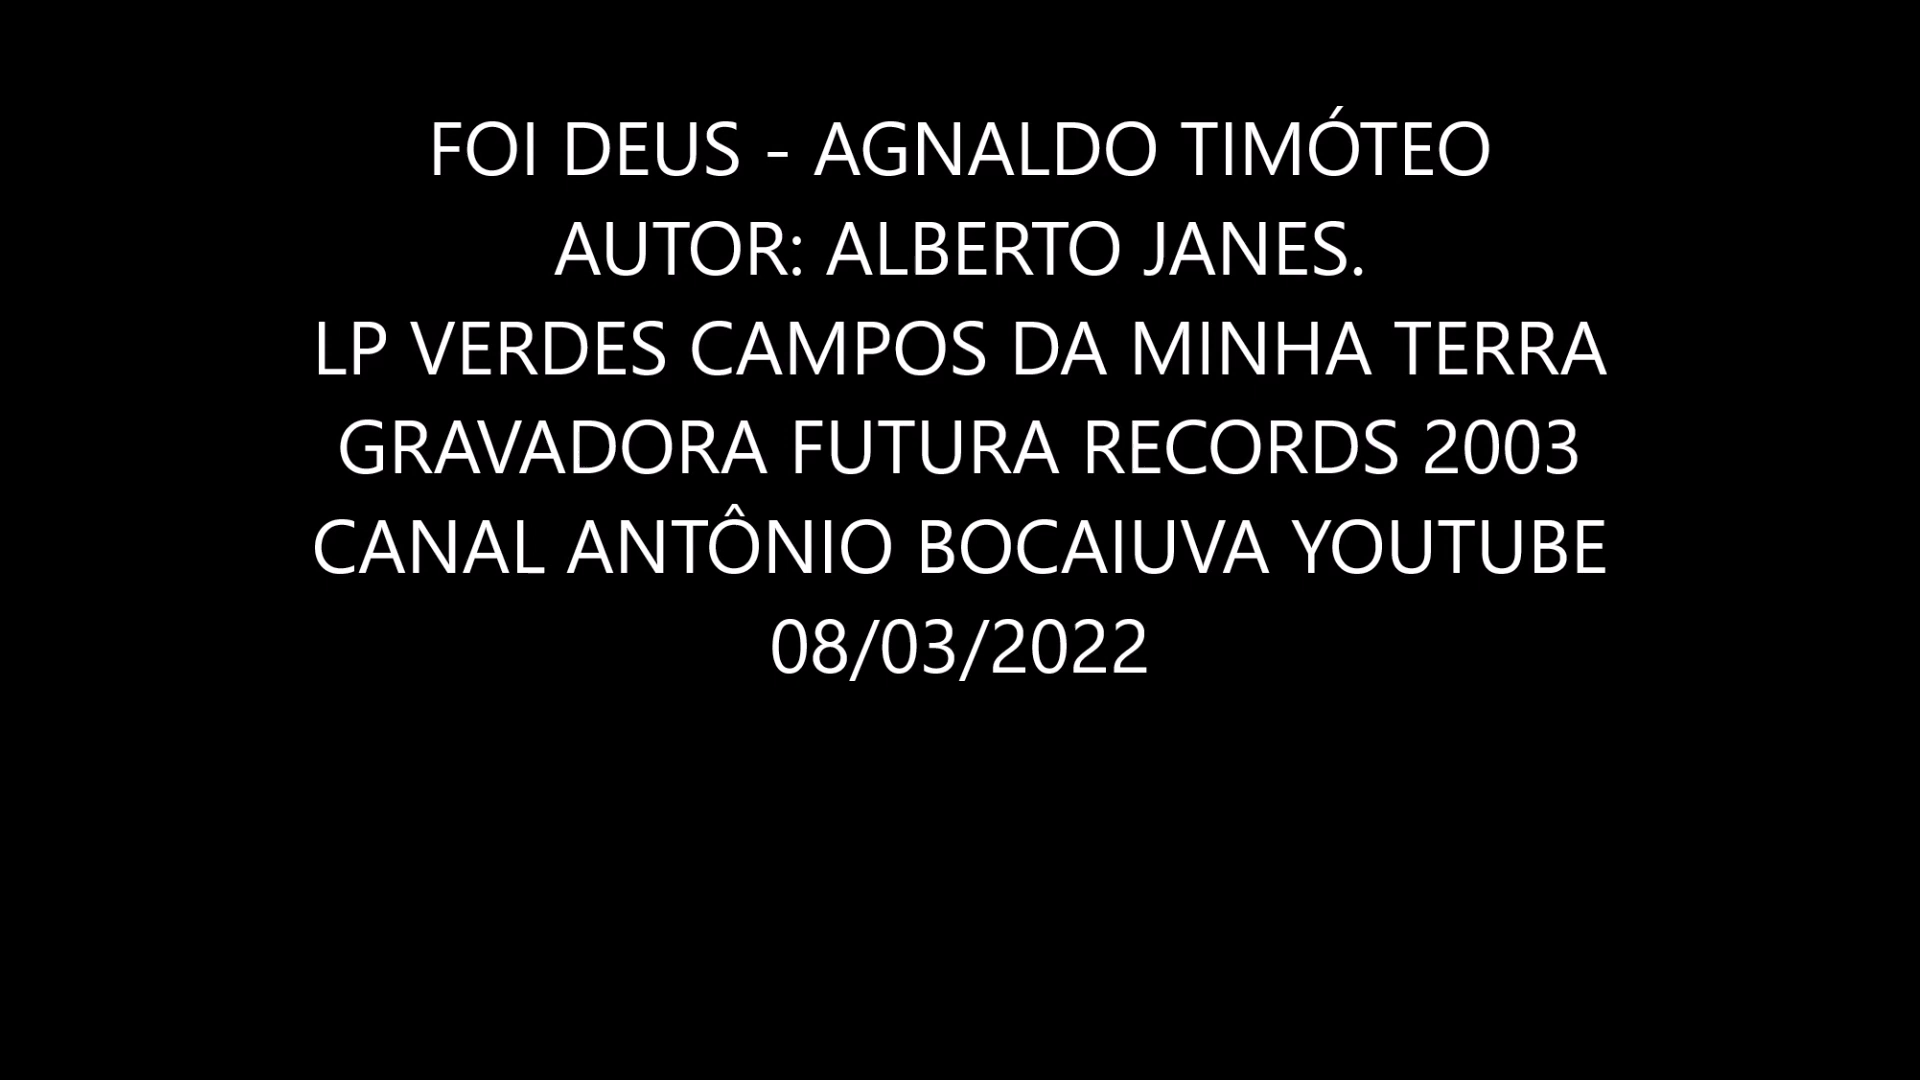 FOI DEUS - AGNALDO TIMÓTEO
AUTOR: ALBERTO JANES.
LP VERDES CAMPOS DA MINHA TERRA
GRAVADORA FUTURA RECORDS 2003
CANAL ANTÔNIO BOCAIUVA YOUTUBE
08/03/2022